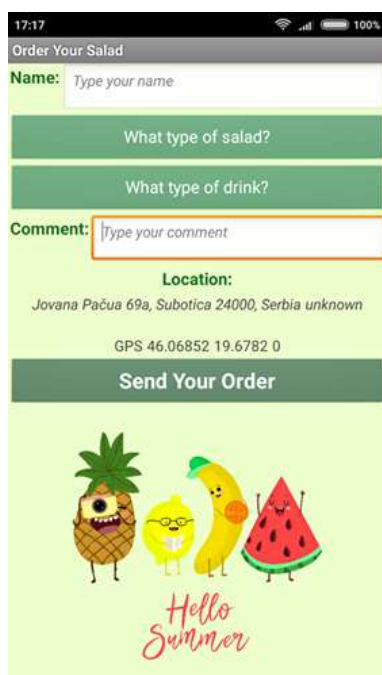 17:17 100%
Order Your Salad
Name: Type your name
What type of salad?
What type of drink?
Comment: Type your comment
Location:
Jovana Pačua 69a, Subotica 24000, Serbia unknown
GPS 46.06852 19.6782 0
Send Your Order
Hello
Summer